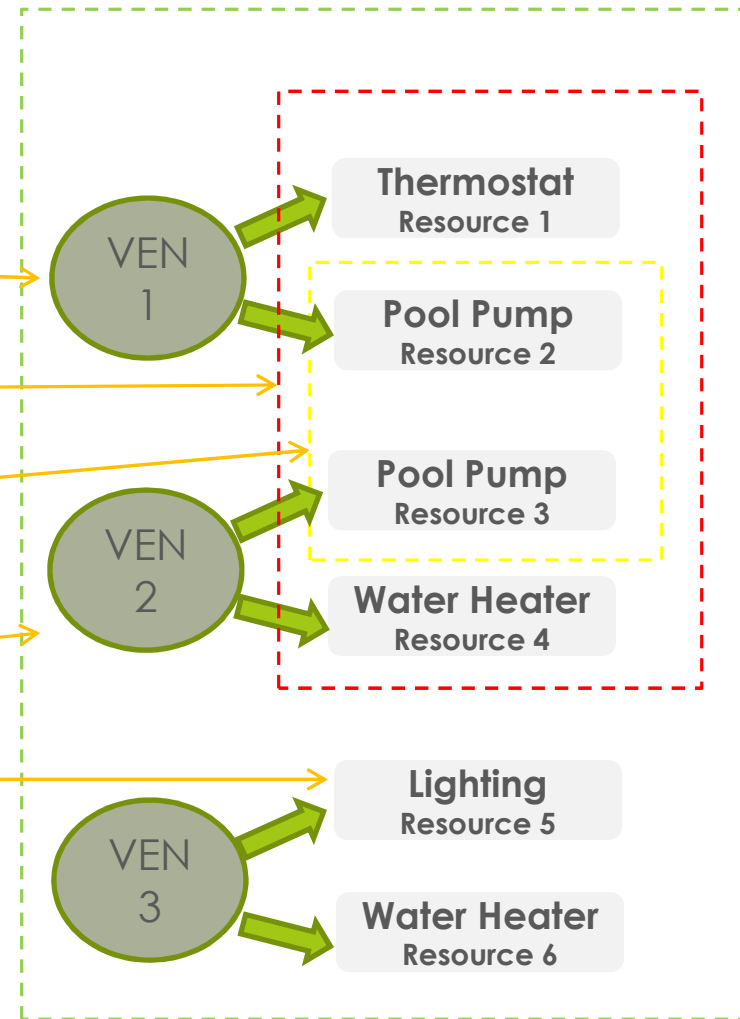 Thermostat
Resource 1
VEN
1
Pool Pump
Resource 2
Pool Pump
Resource 3
VEN
2
Water Heater
Resource 4
Lighting
Resource 5
VEN
3
Water Heater
Resource 6